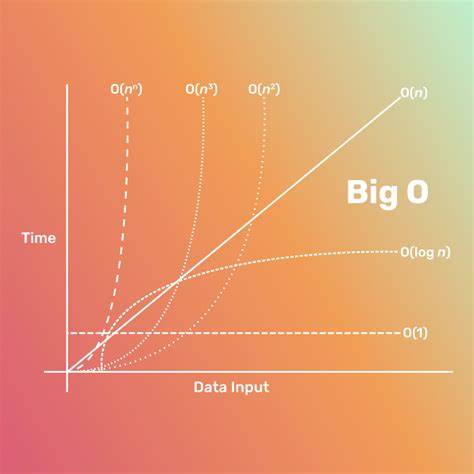 O(nⁿ)
O(n³)
O(n²)
O(n)
Big O
Time
O(log n)
O(1)
Data Input